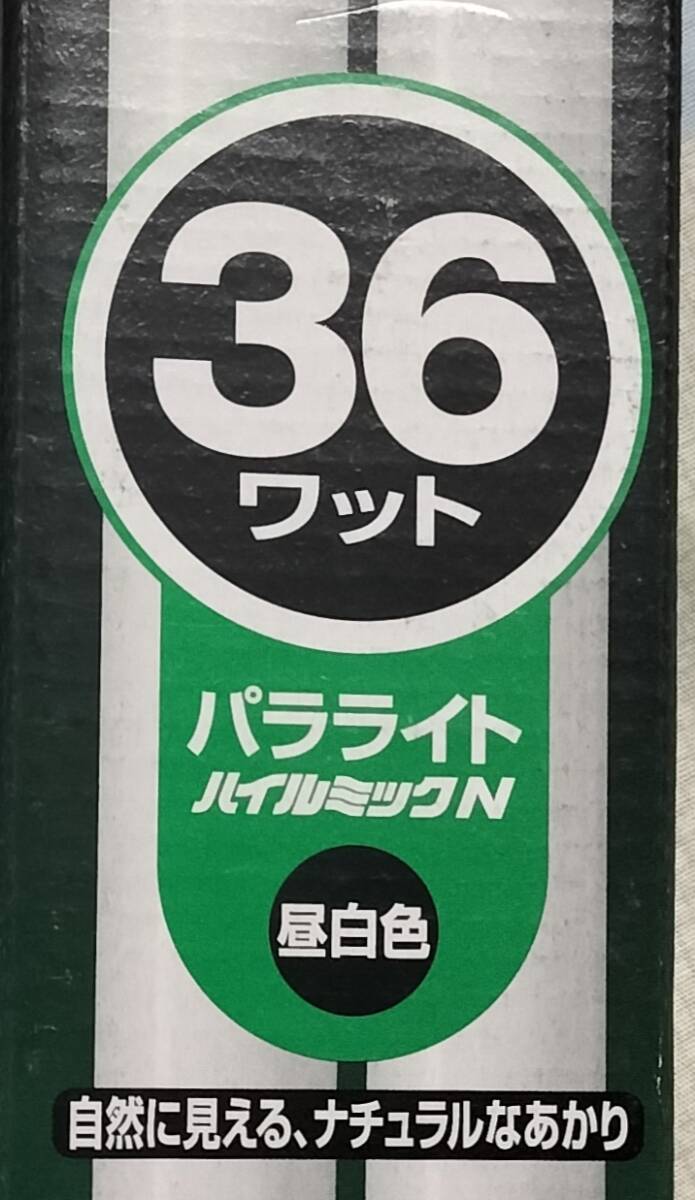 36
ワット
パラライト
ハイルミックN
昼白色
自然に見える、ナチュラルなあかり